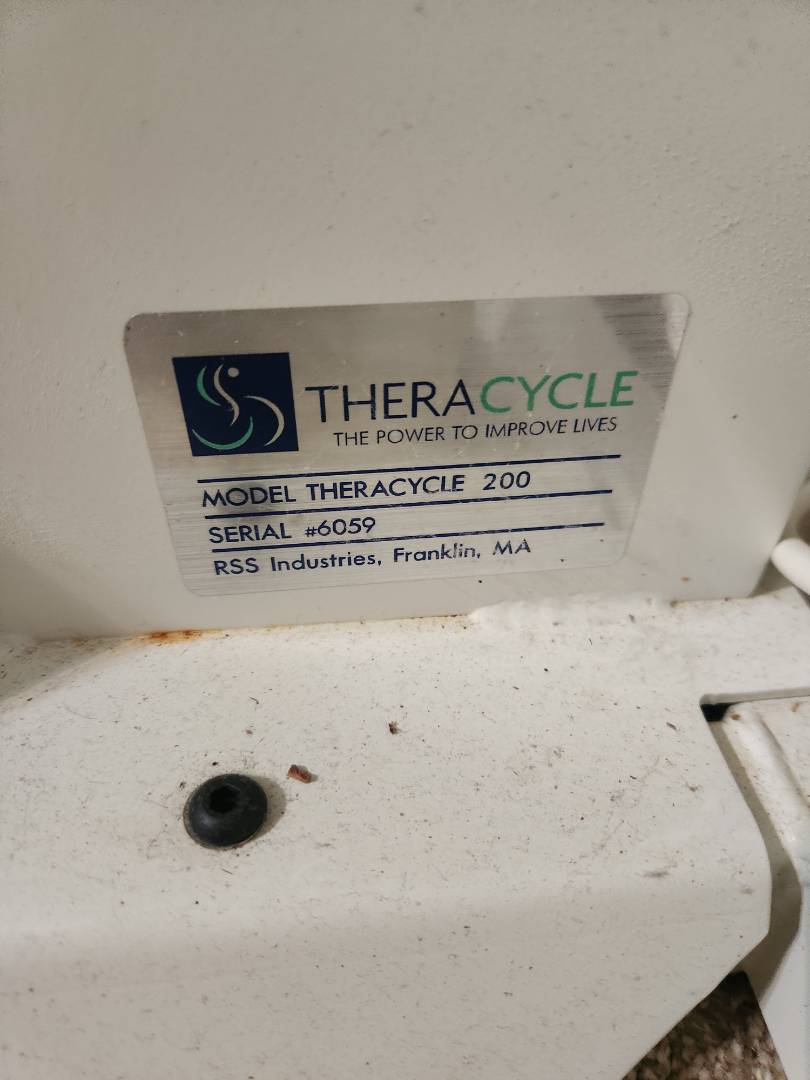 THERACYCLE
THE POWER TO IMPROVE LIVES
MODEL THERACYCLE 200
SERIAL #6059
RSS Industries, Franklin, MA